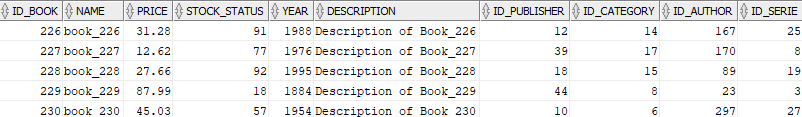 ID_BOOK NAME PRICE STOCK_STATUS YEAR DESCRIPTION ID_PUBLISHER ID_CATEGORY ID_AUTHOR ID_SERIE
226 book_226 31.28 91 1988 Description of Book_226 12 14 167 25
227 book_227 12.62 77 1976 Description of Book_227 39 17 170 8
228 book_228 27.66 92 1995 Description of Book_228 18 15 89 19
229 book_229 87.99 18 1884 Description of Book_229 44 8 23 3
230 book_230 45.03 57 1954 Description of Book_230 10 6 297 27